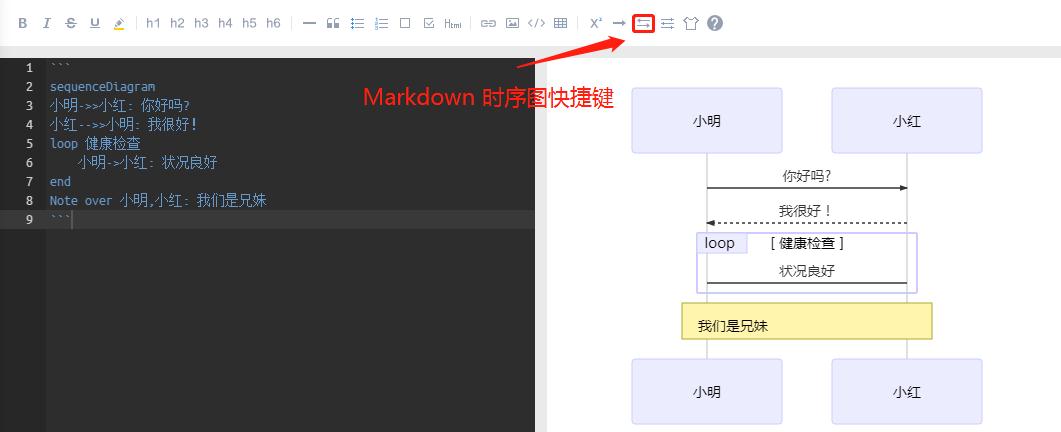 B I S U h1 h2 h3 h4 h5 h6 Html X² ?
1 ```
2 sequenceDiagram
3 小明->>小红: 你好吗?
4 小红-->>小明: 我很好!
5 loop 健康检查
6 小明->小红: 状况良好
7 end
8 Note over 小明,小红: 我们是兄妹
9 ```
Markdown 时序图快捷键
小明 小红
你好吗?
我很好！
loop [ 健康检查 ]
状况良好
我们是兄妹
小明 小红